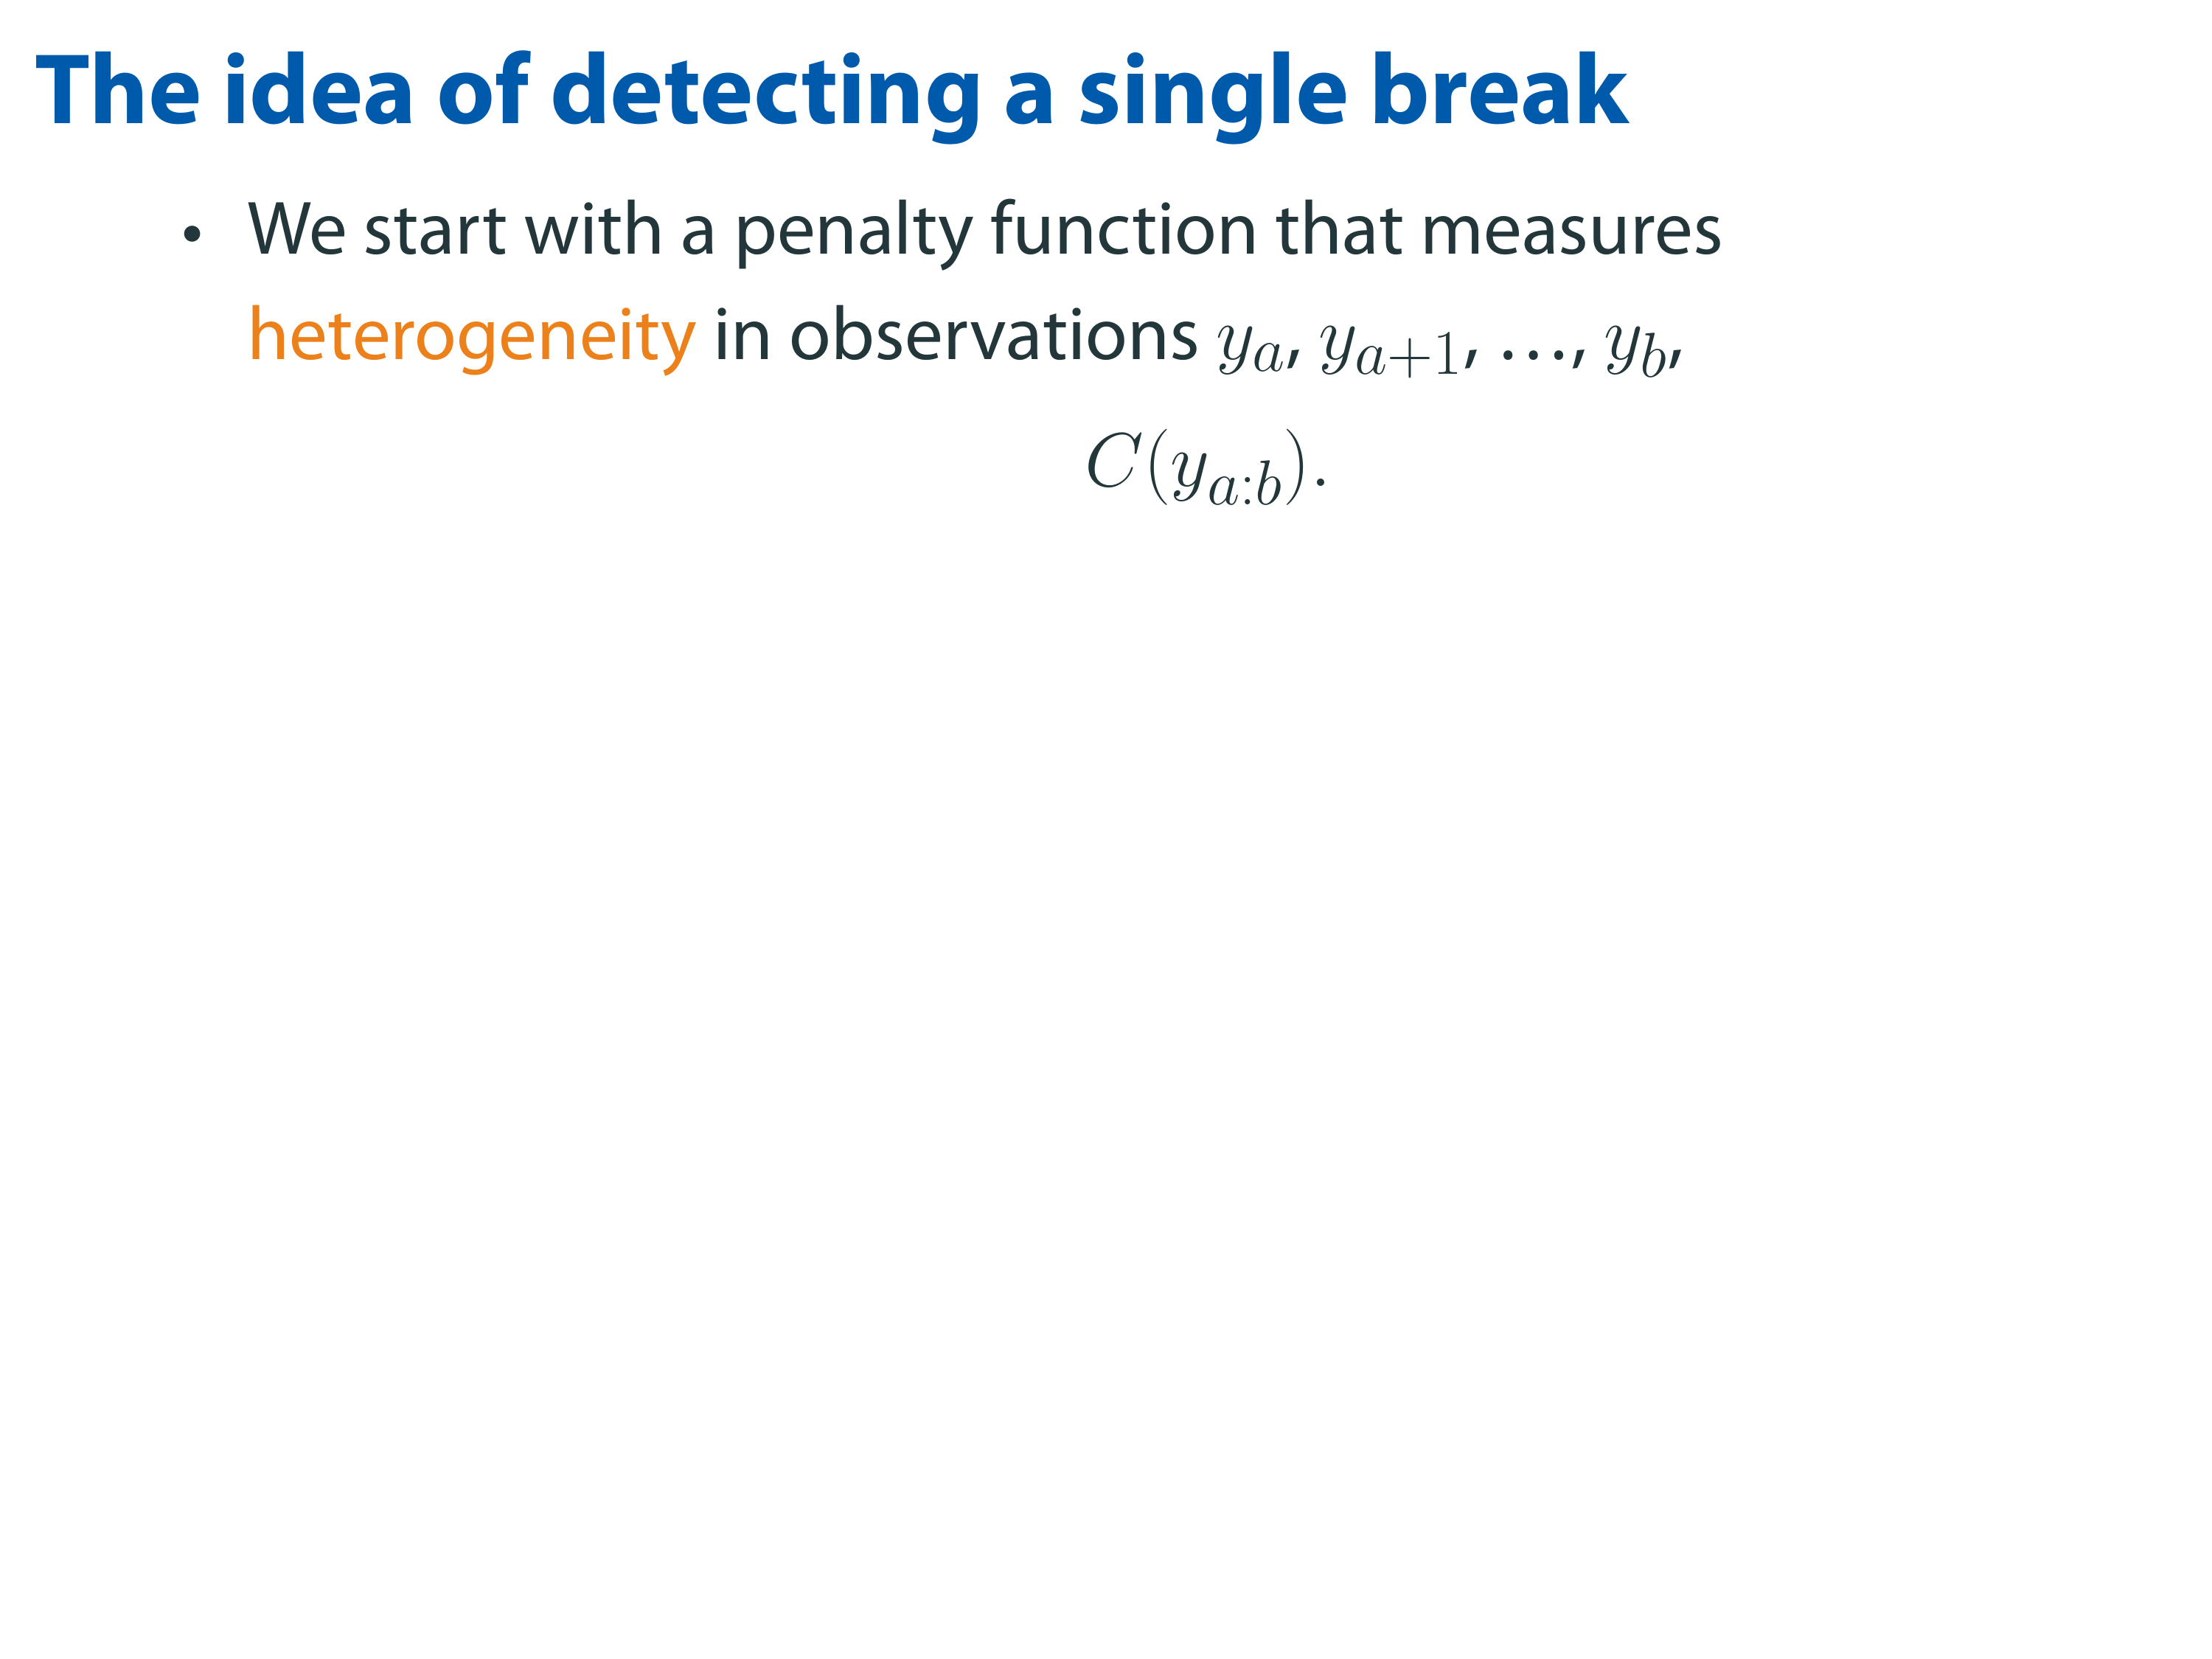 The idea of detecting a single break
• We start with a penalty function that measures
heterogeneity in observations $y_a$, $y_{a+1}$, …, $y_b$,
$C(y_{a:b}).$